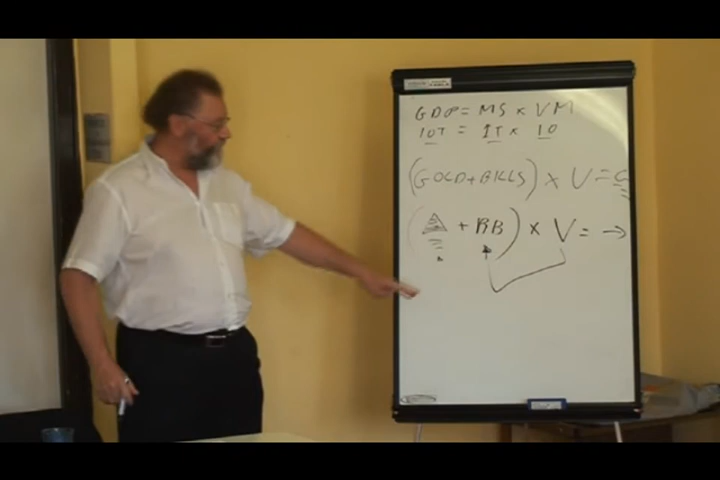 GDP = MS x VM
10T = 1T x 10
(GOLD + BILLS) x V = G
+ RB) x V = →